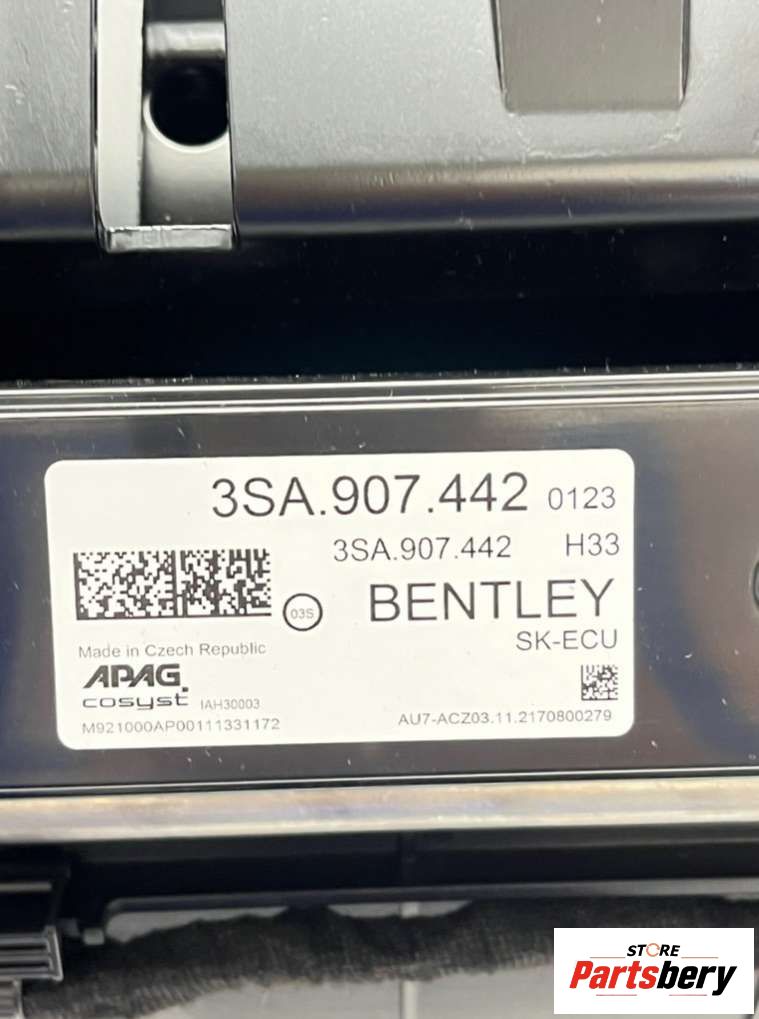 3SA.907.442 0123
3SA.907.442 H33
03S
BENTLEY
SK-ECU
Made in Czech Republic
APAG
cosyst IAH30003
M921000AP00111331172
AU7-ACZ03.11.2170800279
STORE
Partsbery